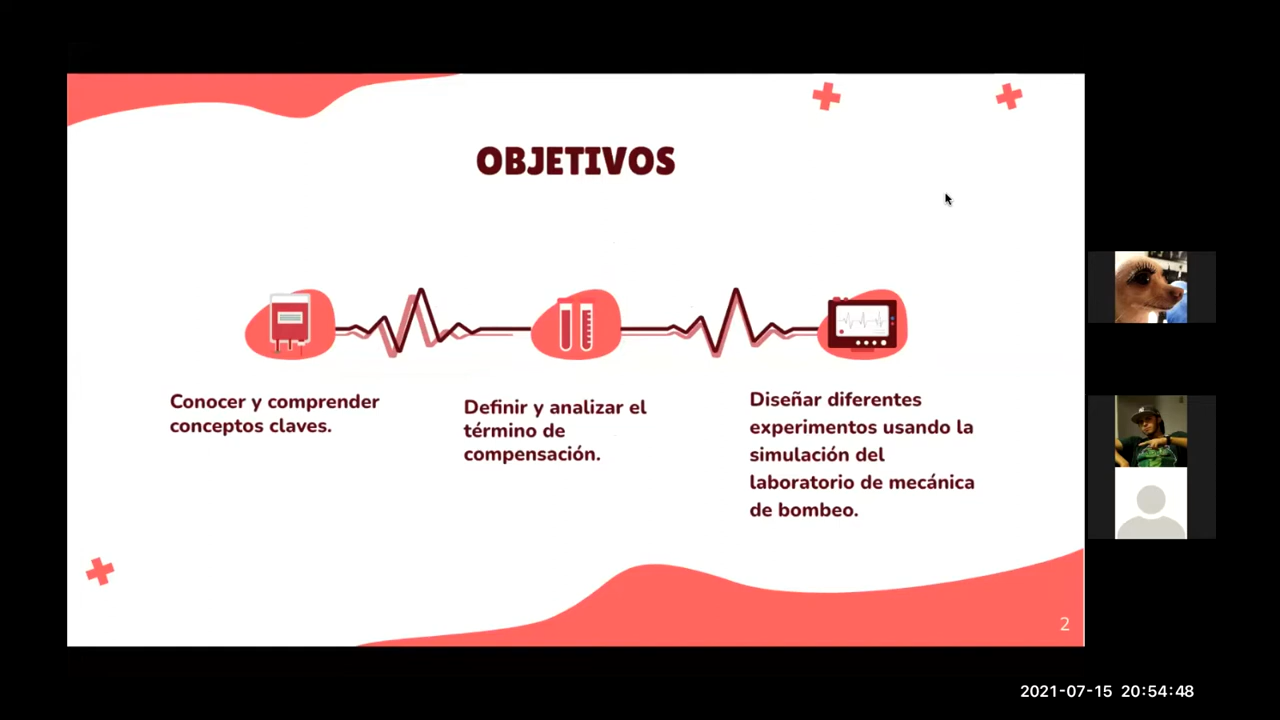 OBJETIVOS
Conocer y comprender
conceptos claves.
Definir y analizar el
término de
compensación.
Diseñar diferentes
experimentos usando la
simulación del
laboratorio de mecánica
de bombeo.
2
2021-07-15 20:54:48